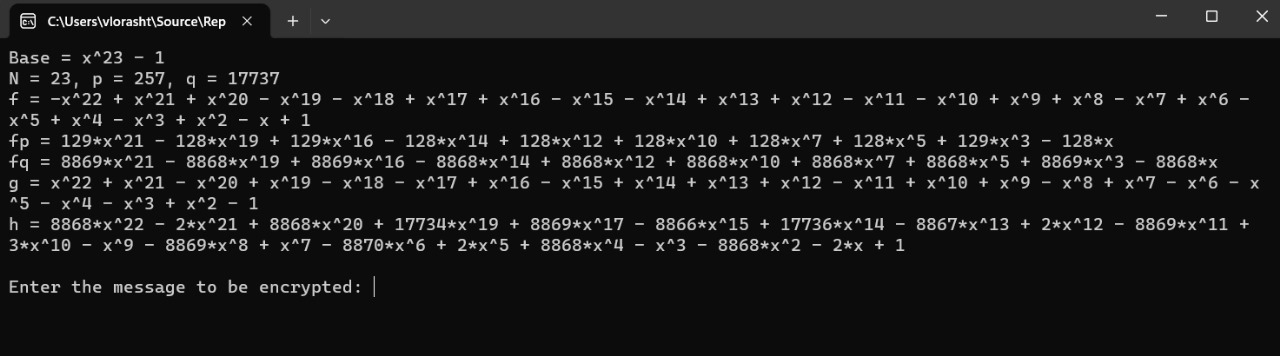 C:\Users\vlorasht\Source\Rep
Base = x^23 - 1
N = 23, p = 257, q = 17737
f = -x^22 + x^21 + x^20 - x^19 - x^18 + x^17 + x^16 - x^15 - x^14 + x^13 + x^12 - x^11 - x^10 + x^9 + x^8 - x^7 + x^6 -
x^5 + x^4 - x^3 + x^2 - x + 1
fp = 129*x^21 - 128*x^19 + 129*x^16 - 128*x^14 + 128*x^12 + 128*x^10 + 128*x^7 + 128*x^5 + 129*x^3 - 128*x
fq = 8869*x^21 - 8868*x^19 + 8869*x^16 - 8868*x^14 + 8868*x^12 + 8868*x^10 + 8868*x^7 + 8868*x^5 + 8869*x^3 - 8868*x
g = x^22 + x^21 - x^20 + x^19 - x^18 - x^17 + x^16 - x^15 + x^14 + x^13 + x^12 - x^11 + x^10 + x^9 - x^8 + x^7 - x^6 - x
^5 - x^4 - x^3 + x^2 - 1
h = 8868*x^22 - 2*x^21 + 8868*x^20 + 17734*x^19 + 8869*x^17 - 8866*x^15 + 17736*x^14 - 8867*x^13 + 2*x^12 - 8869*x^11 +
3*x^10 - x^9 - 8869*x^8 + x^7 - 8870*x^6 + 2*x^5 + 8868*x^4 - x^3 - 8868*x^2 - 2*x + 1
Enter the message to be encrypted: